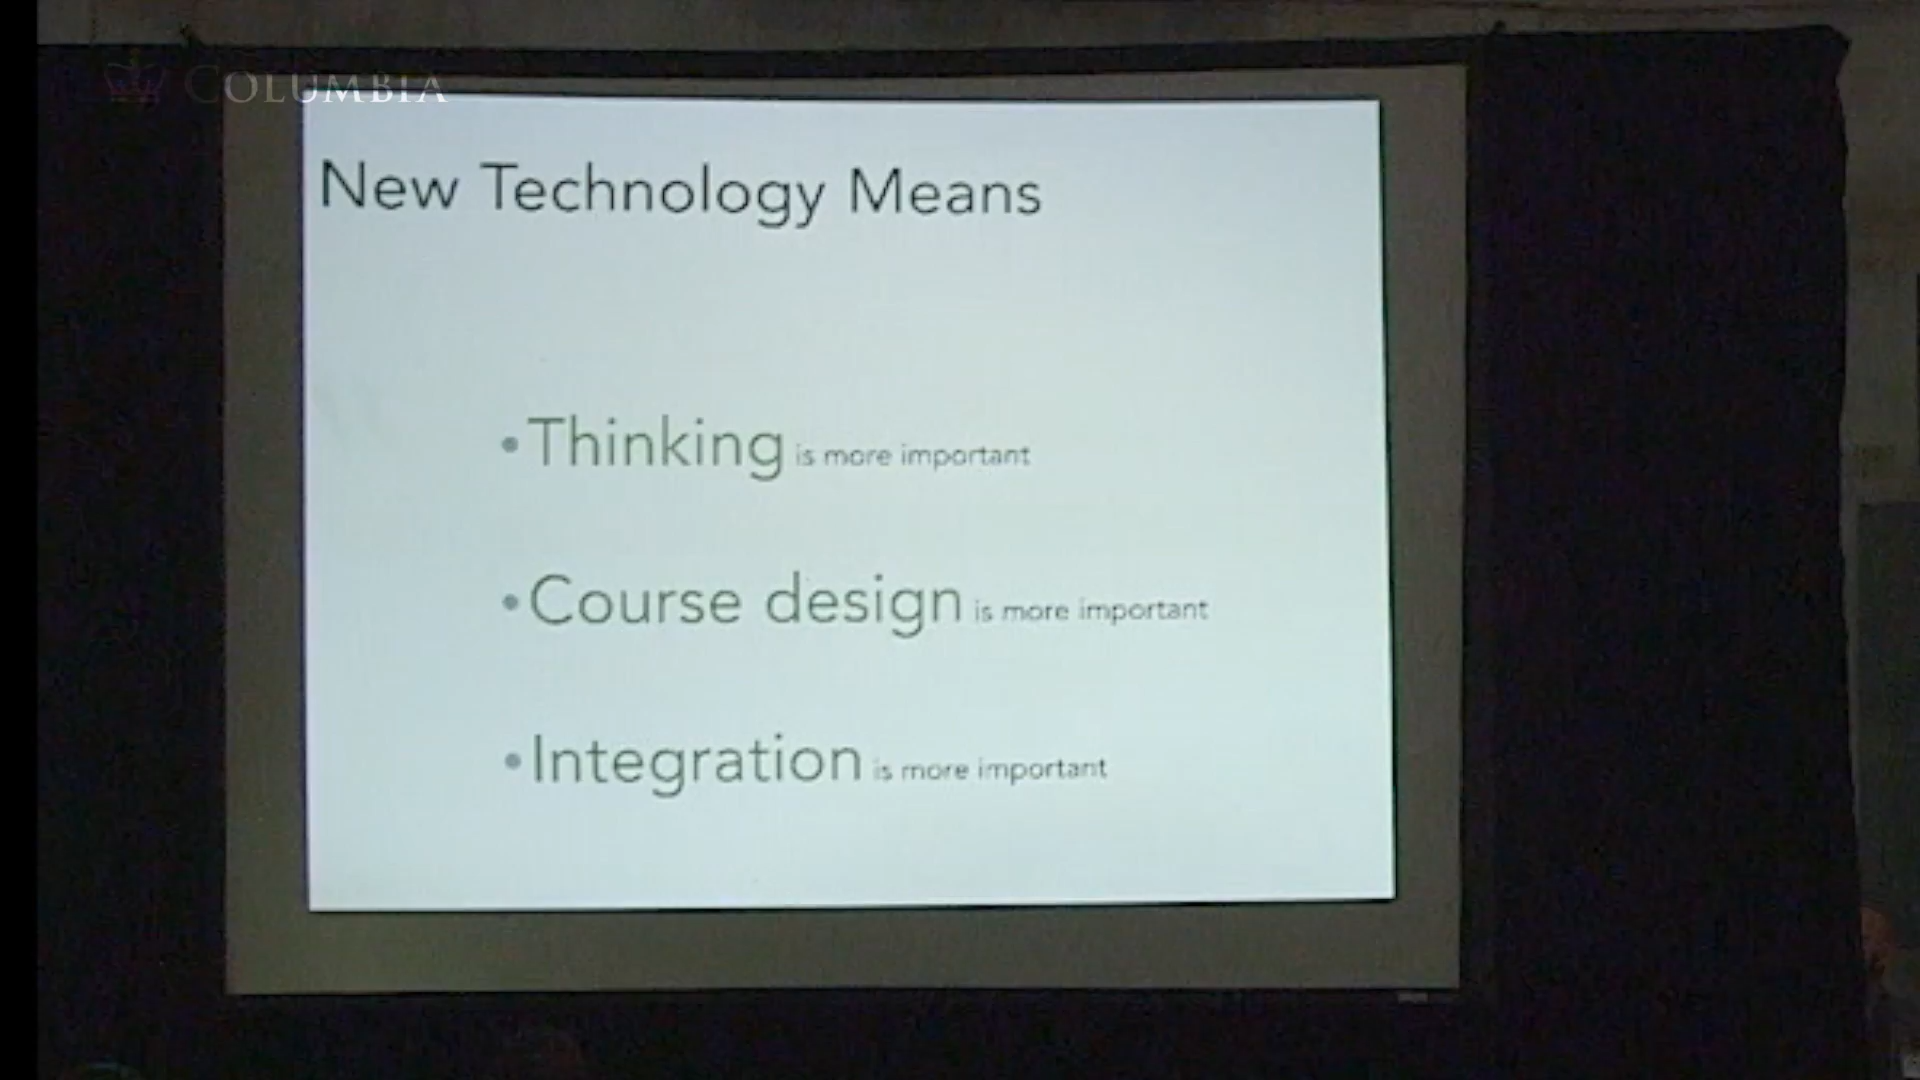 COLUMBIA
New Technology Means
•Thinking is more important
•Course design is more important
•Integration is more important